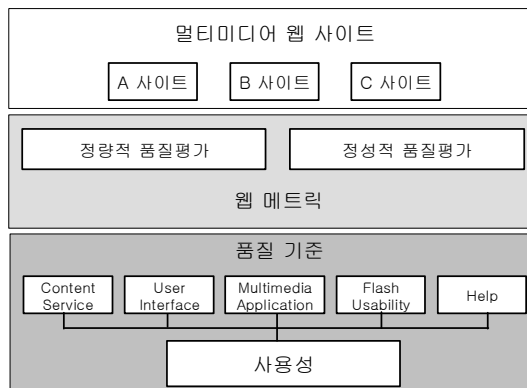 멀티미디어 웹 사이트
A 사이트 B 사이트 C 사이트
정량적 품질평가 정성적 품질평가
웹 메트릭
품질 기준
Content Service
User Interface
Multimedia Application
Flash Usability
Help
사용성